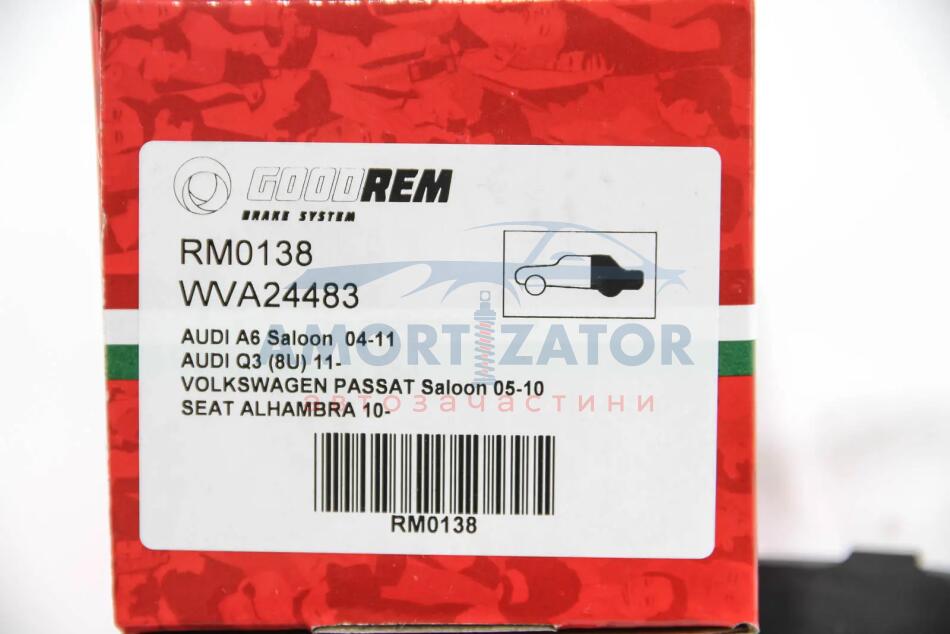 GOODREM
BRAKE SYSTEM
RM0138
WVA24483
AMORTIZATOR
AUDI A6 Saloon 04-11
AUDI Q3 (8U) 11-
VOLKSWAGEN PASSAT Saloon 05-10
автозачастини
SEAT ALHAMBRA 10-
RM0138